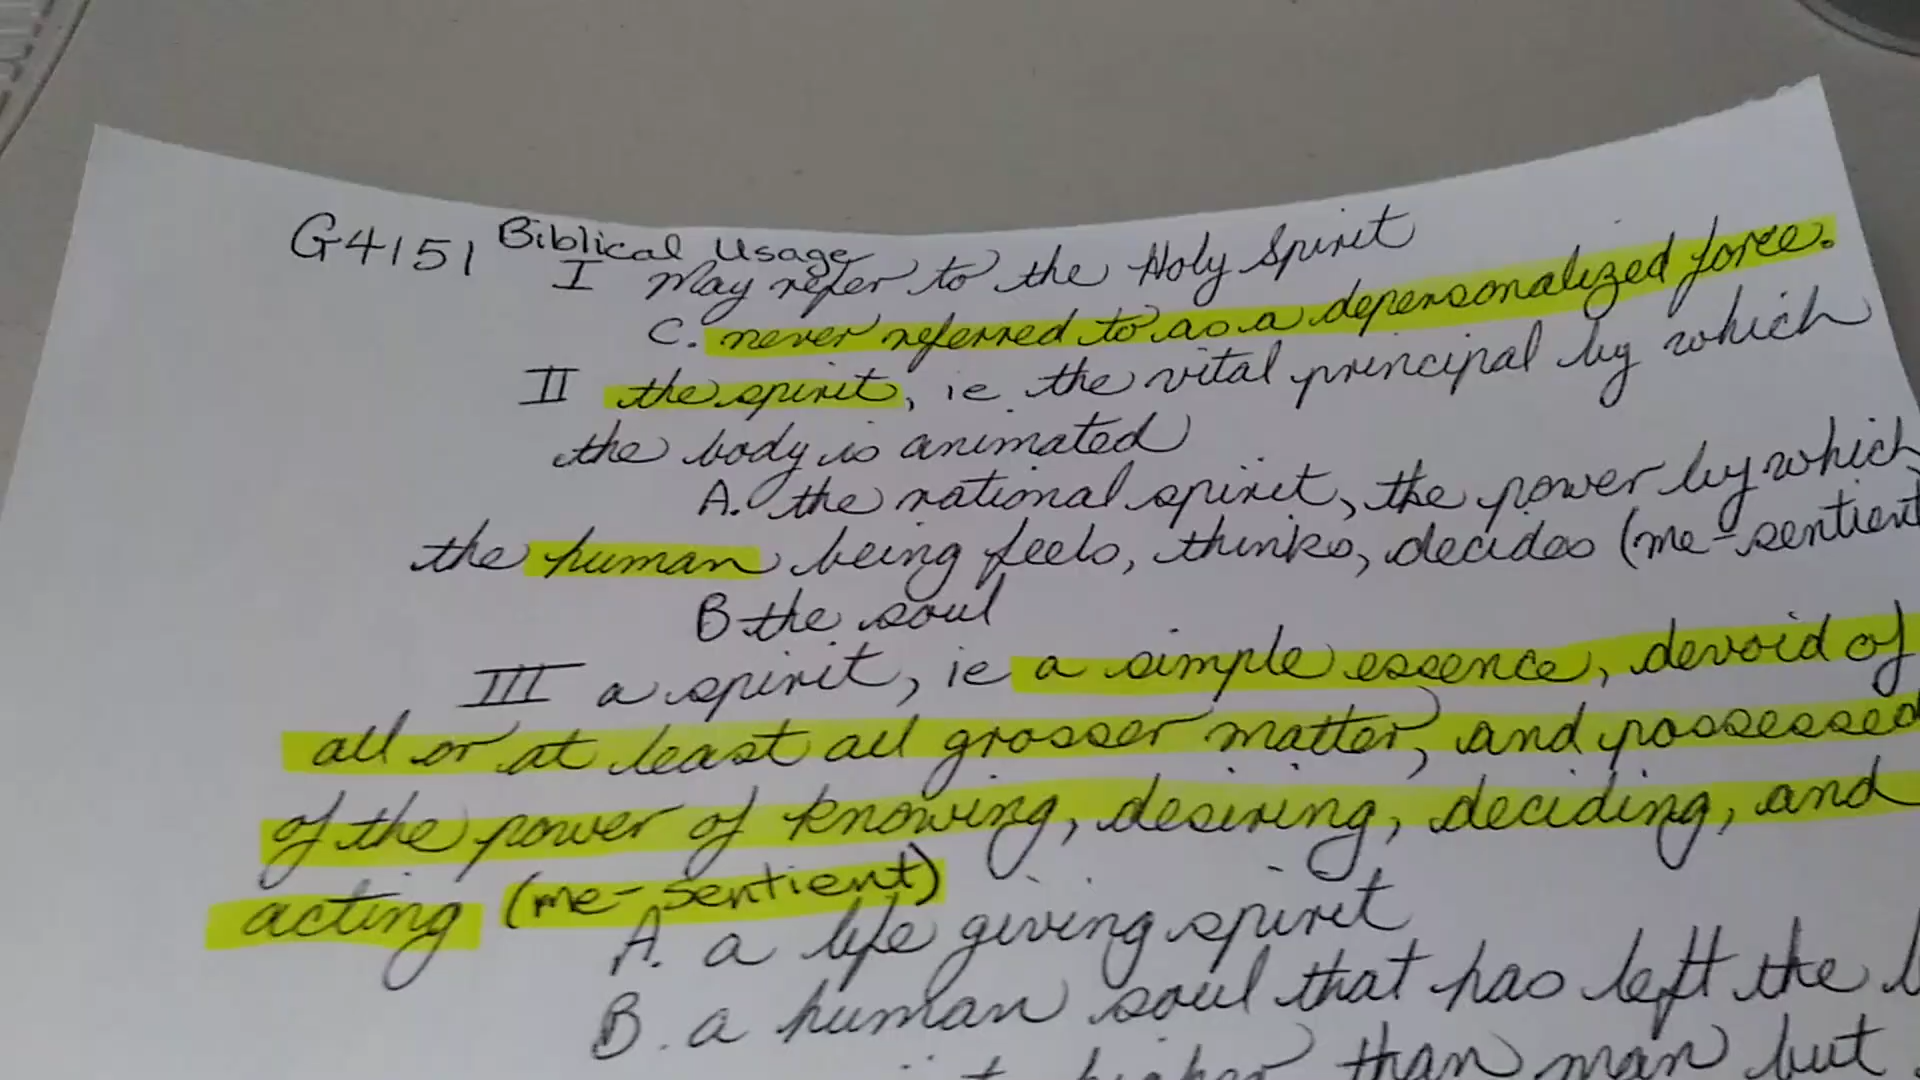 G4151 Biblical Usage
I May refer to the Holy Spirit
C. never referred to as a depersonalized force.
II the spirit, ie. the vital principal by which
the body is animated
A. the rational spirit, the power by which
the human being feels, thinks, decides (me-sentient
B the soul
III a spirit, ie a simple essence, devoid of
all or at least all grosser matter, and possessed
of the power of knowing, desiring, deciding, and
acting (me-sentient)
A. a life giving spirit
B. a human soul that has left the
higher than man but